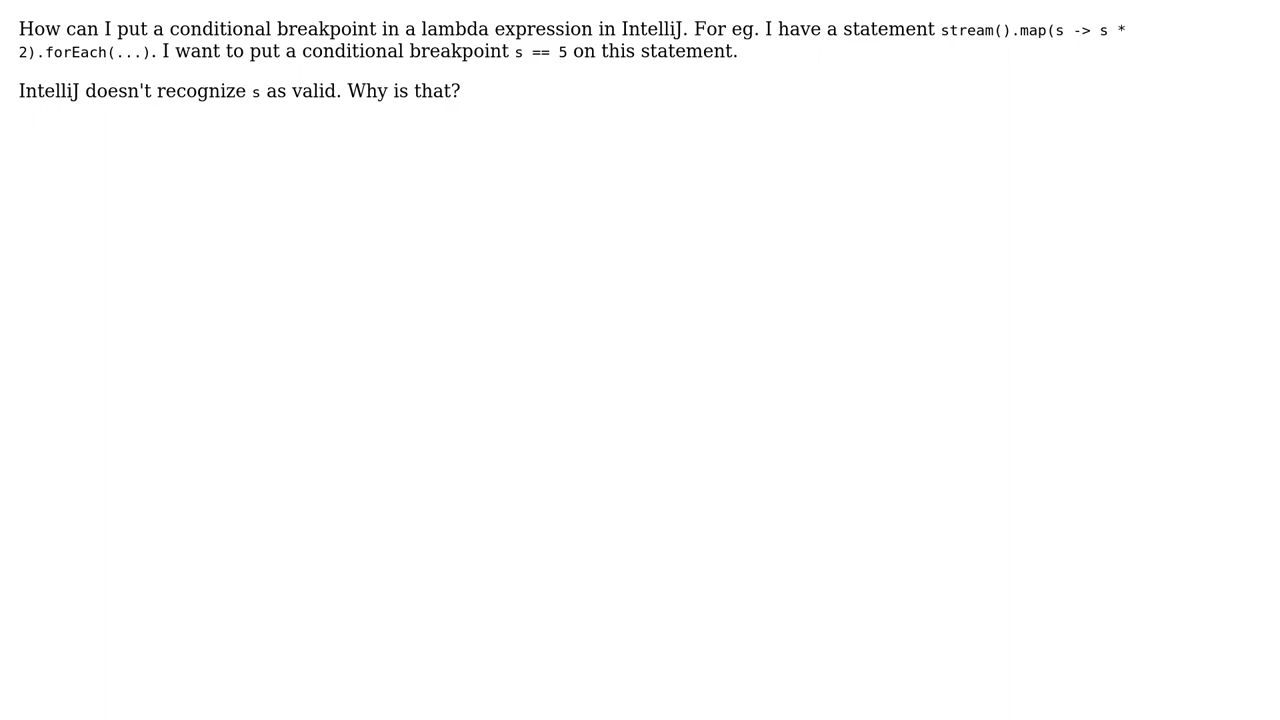 How can I put a conditional breakpoint in a lambda expression in IntelliJ. For eg. I have a statement stream().map(s -> s *
2).forEach(...). I want to put a conditional breakpoint s == 5 on this statement.
IntelliJ doesn't recognize s as valid. Why is that?